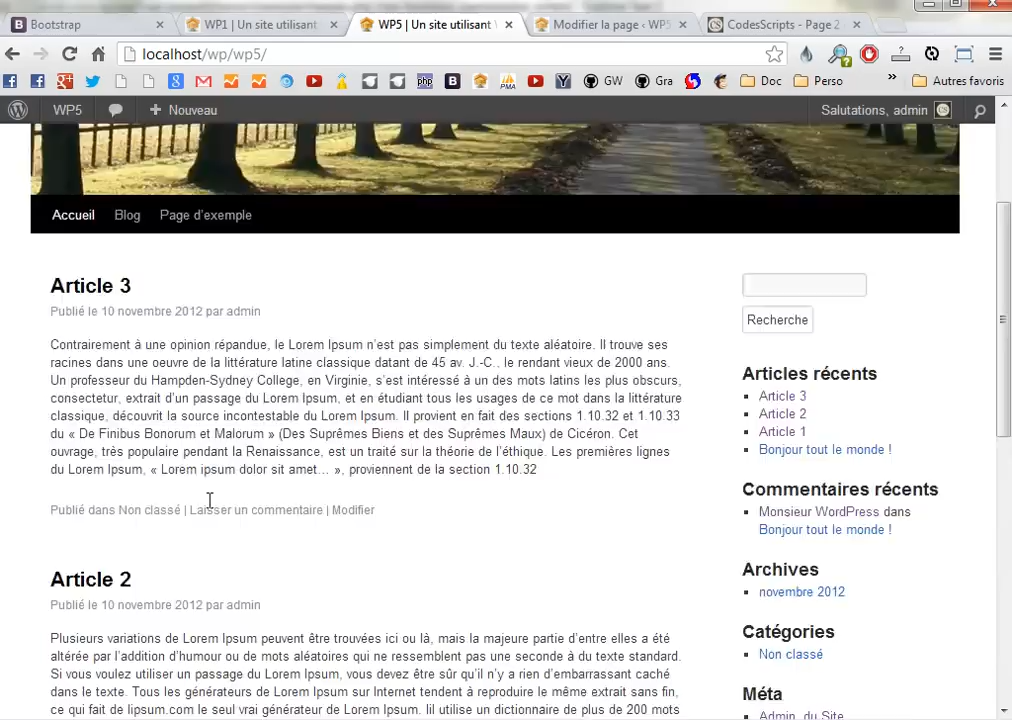 Bootstrap
WP1 | Un site utilisant
WP5 | Un site utilisant
Modifier la page ‹ WP5
CodesScripts - Page 2
localhost/wp/wp5/
GW
Gra
Doc
Perso
Autres favoris
WP5
Nouveau
Salutations, admin
Accueil
Blog
Page d'exemple
Article 3
Publié le 10 novembre 2012 par admin
Contrairement à une opinion répandue, le Lorem Ipsum n'est pas simplement du texte aléatoire. Il trouve ses
racines dans une oeuvre de la littérature latine classique datant de 45 av. J.-C., le rendant vieux de 2000 ans.
Un professeur du Hampden-Sydney College, en Virginie, s'est intéressé à un des mots latins les plus obscurs,
consectetur, extrait d'un passage du Lorem Ipsum, et en étudiant tous les usages de ce mot dans la littérature
classique, découvrit la source incontestable du Lorem Ipsum. Il provient en fait des sections 1.10.32 et 1.10.33
du « De Finibus Bonorum et Malorum » (Des Suprêmes Biens et des Suprêmes Maux) de Cicéron. Cet
ouvrage, très populaire pendant la Renaissance, est un traité sur la théorie de l'éthique. Les premières lignes
du Lorem Ipsum, « Lorem ipsum dolor sit amet... », proviennent de la section 1.10.32
Publié dans Non classé | Laisser un commentaire | Modifier
Article 2
Publié le 10 novembre 2012 par admin
Plusieurs variations de Lorem Ipsum peuvent être trouvées ici ou là, mais la majeure partie d'entre elles a été
altérée par l'addition d'humour ou de mots aléatoires qui ne ressemblent pas une seconde à du texte standard.
Si vous voulez utiliser un passage du Lorem Ipsum, vous devez être sûr qu'il n'y a rien d'embarrassant caché
dans le texte. Tous les générateurs de Lorem Ipsum sur Internet tendent à reproduire le même extrait sans fin,
ce qui fait de lipsum.com le seul vrai générateur de Lorem Ipsum. Iil utilise un dictionnaire de plus de 200 mots
Recherche
Articles récents
Article 3
Article 2
Article 1
Bonjour tout le monde !
Commentaires récents
Monsieur WordPress dans
Bonjour tout le monde !
Archives
novembre 2012
Catégories
Non classé
Méta
Admin. du Site